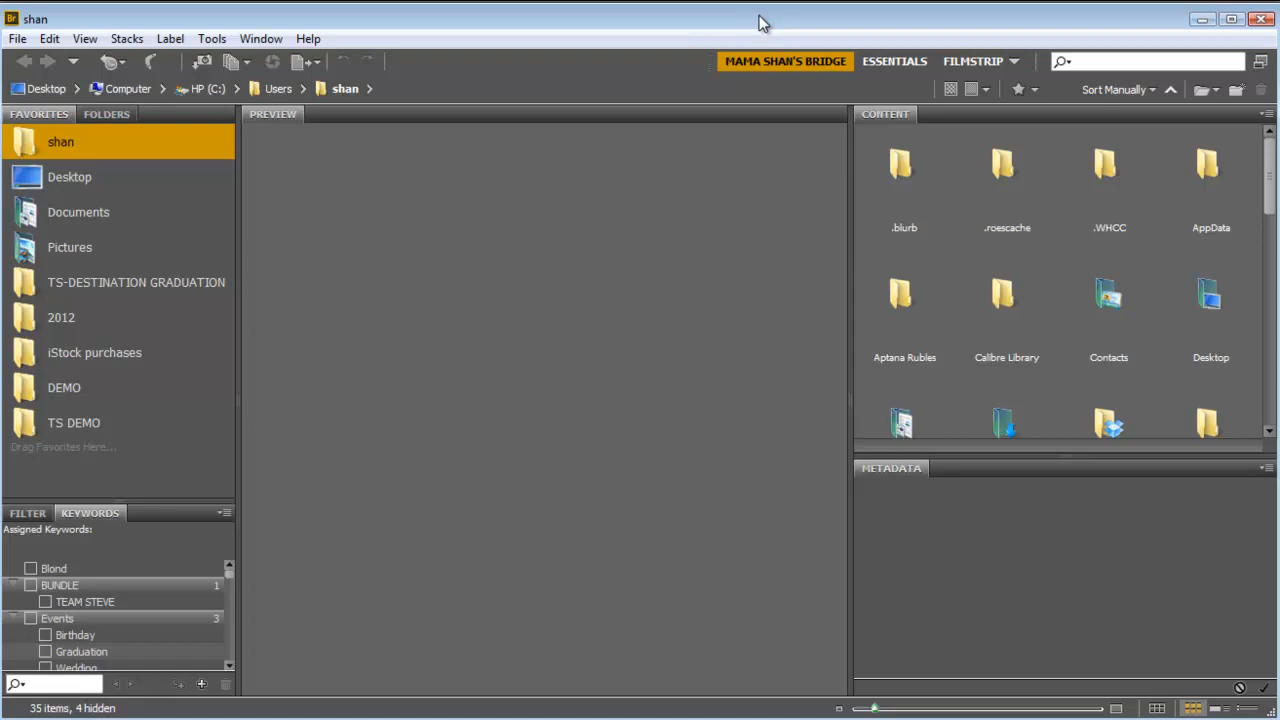 Br shan
File Edit View Stacks Label Tools Window Help
MAMA SHAN'S BRIDGE ESSENTIALS FILMSTRIP
Desktop Computer HP (C:) Users shan
Sort Manually
FAVORITES FOLDERS
shan
Desktop
Documents
Pictures
TS-DESTINATION GRADUATION
2012
iStock purchases
DEMO
TS DEMO
Drag Favorites Here...
FILTER KEYWORDS
Assigned Keywords:
Blond
BUNDLE 1
TEAM STEVE
Events 3
Birthday
Graduation
Wedding
PREVIEW
CONTENT
.blurb .roescache .WHCC AppData
Aptana Rubles Calibre Library Contacts Desktop
METADATA
35 items, 4 hidden